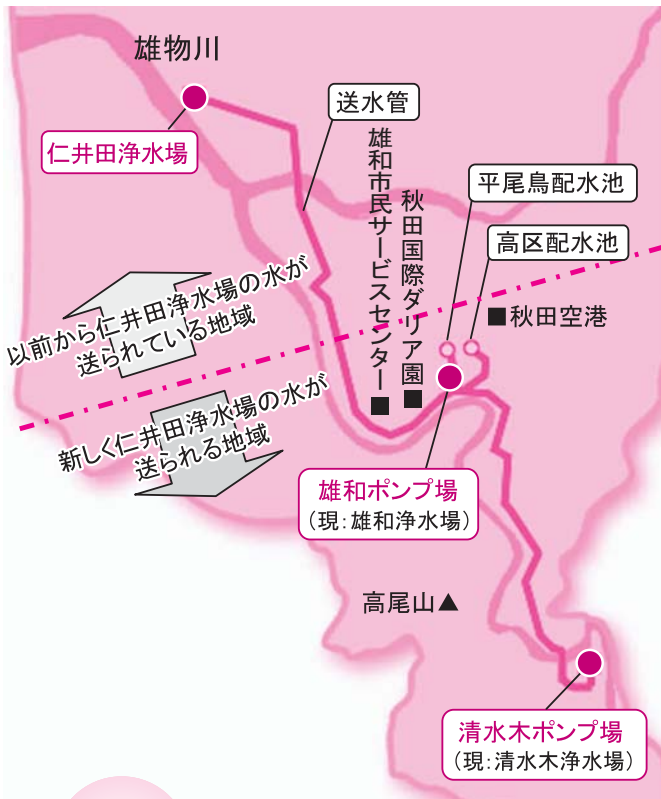 雄物川
仁井田浄水場
送水管
雄和市民サービスセンター
秋田国際ダリア園
平尾鳥配水池
高区配水池
■秋田空港
以前から仁井田浄水場の水が
送られている地域
新しく仁井田浄水場の水が
送られる地域
雄和ポンプ場
(現:雄和浄水場)
高尾山▲
清水木ポンプ場
(現:清水木浄水場)